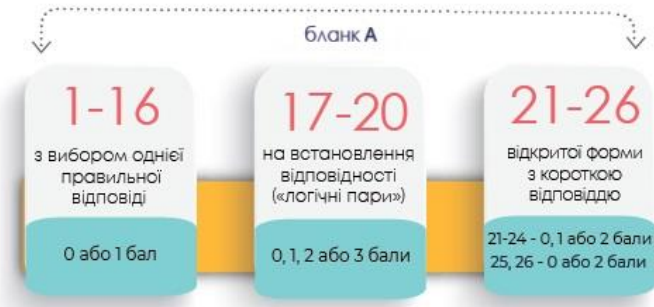 бланк А
1-16
з вибором однієї
правильної
відповіді
0 або 1 бал
17-20
на встановлення
відповідності
(«логічні пари»)
0, 1, 2 або 3 бали
21-26
відкритої форми
з короткою
відповіддю
21-24 - 0, 1 або 2 бали
25, 26 - 0 або 2 бали